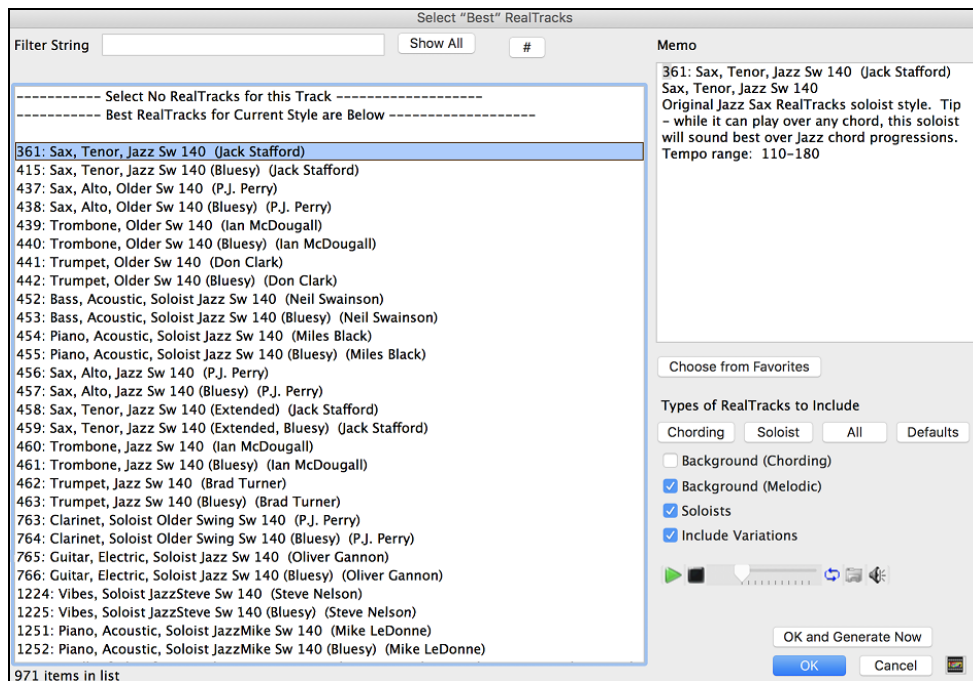 Select "Best" RealTracks
Filter String
Show All
#
----------- Select No RealTracks for this Track -------------------
----------- Best RealTracks for Current Style are Below -------------------
361: Sax, Tenor, Jazz Sw 140 (Jack Stafford)
415: Sax, Tenor, Jazz Sw 140 (Bluesy) (Jack Stafford)
437: Sax, Alto, Older Sw 140 (P.J. Perry)
438: Sax, Alto, Older Sw 140 (Bluesy) (P.J. Perry)
439: Trombone, Older Sw 140 (Ian McDougall)
440: Trombone, Older Sw 140 (Bluesy) (Ian McDougall)
441: Trumpet, Older Sw 140 (Don Clark)
442: Trumpet, Older Sw 140 (Bluesy) (Don Clark)
452: Bass, Acoustic, Soloist Jazz Sw 140 (Neil Swainson)
453: Bass, Acoustic, Soloist Jazz Sw 140 (Bluesy) (Neil Swainson)
454: Piano, Acoustic, Soloist Jazz Sw 140 (Miles Black)
455: Piano, Acoustic, Soloist Jazz Sw 140 (Bluesy) (Miles Black)
456: Sax, Alto, Jazz Sw 140 (P.J. Perry)
457: Sax, Alto, Jazz Sw 140 (Bluesy) (P.J. Perry)
458: Sax, Tenor, Jazz Sw 140 (Extended) (Jack Stafford)
459: Sax, Tenor, Jazz Sw 140 (Extended, Bluesy) (Jack Stafford)
460: Trombone, Jazz Sw 140 (Ian McDougall)
461: Trombone, Jazz Sw 140 (Bluesy) (Ian McDougall)
462: Trumpet, Jazz Sw 140 (Brad Turner)
463: Trumpet, Jazz Sw 140 (Bluesy) (Brad Turner)
763: Clarinet, Soloist Older Swing Sw 140 (P.J. Perry)
764: Clarinet, Soloist Older Swing Sw 140 (Bluesy) (P.J. Perry)
765: Guitar, Electric, Soloist Jazz Sw 140 (Oliver Gannon)
766: Guitar, Electric, Soloist Jazz Sw 140 (Bluesy) (Oliver Gannon)
1224: Vibes, Soloist JazzSteve Sw 140 (Steve Nelson)
1225: Vibes, Soloist JazzSteve Sw 140 (Bluesy) (Steve Nelson)
1251: Piano, Acoustic, Soloist JazzMike Sw 140 (Mike LeDonne)
1252: Piano, Acoustic, Soloist JazzMike Sw 140 (Bluesy) (Mike LeDonne)
971 items in list
Memo
361: Sax, Tenor, Jazz Sw 140 (Jack Stafford)
Sax, Tenor, Jazz Sw 140
Original Jazz Sax RealTracks soloist style. Tip
- while it can play over any chord, this soloist
will sound best over Jazz chord progressions.
Tempo range: 110-180
Choose from Favorites
Types of RealTracks to Include
Chording
Soloist
All
Defaults
Background (Chording)
Background (Melodic)
Soloists
Include Variations
OK and Generate Now
OK
Cancel